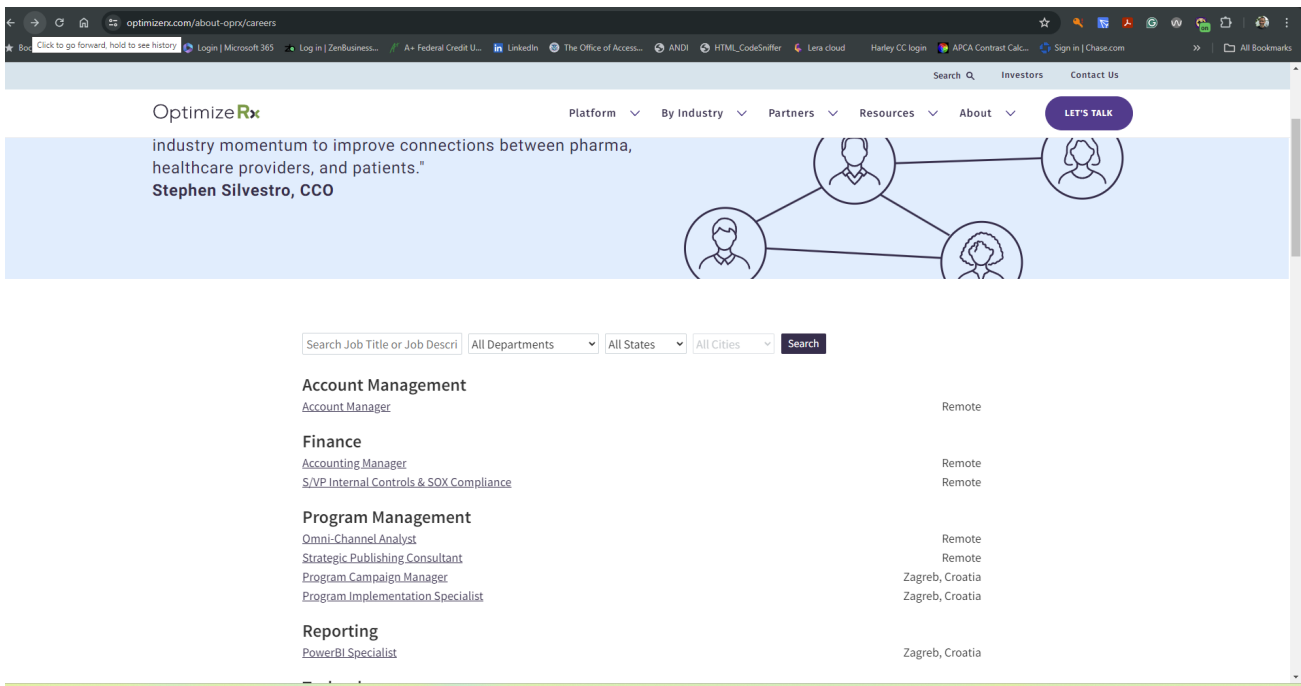 optimizerx.com/about-oprx/careers
Click to go forward, hold to see history
Login | Microsoft 365
Log in | ZenBusiness...
A+ Federal Credit U...
LinkedIn
The Office of Access...
ANDI
HTML_CodeSniffer
Lera cloud
Harley CC login
APCA Contrast Calc...
Sign in | Chase.com
»
All Bookmarks
Search
Investors
Contact Us
OptimizeRx
Platform
By Industry
Partners
Resources
About
LET'S TALK
industry momentum to improve connections between pharma,
healthcare providers, and patients."
Stephen Silvestro, CCO
Search Job Title or Job Descri
All Departments
All States
All Cities
Search
Account Management
Account Manager Remote
Finance
Accounting Manager Remote
S/VP Internal Controls & SOX Compliance Remote
Program Management
Omni-Channel Analyst Remote
Strategic Publishing Consultant Remote
Program Campaign Manager Zagreb, Croatia
Program Implementation Specialist Zagreb, Croatia
Reporting
PowerBI Specialist Zagreb, Croatia